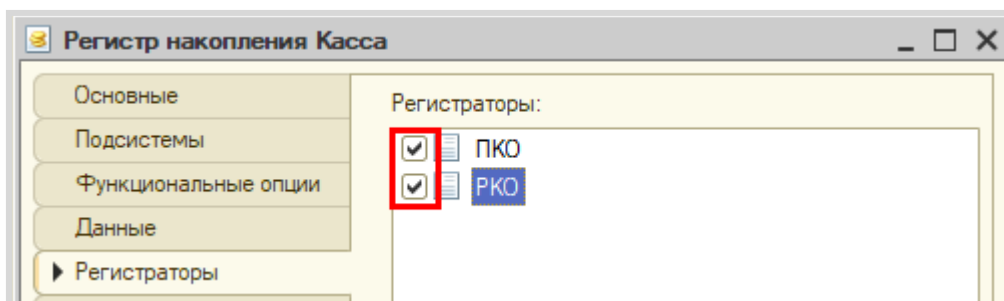 Регистр накопления Касса
Основные
Подсистемы
Функциональные опции
Данные
Регистраторы
Регистраторы:
ПКО
РКО